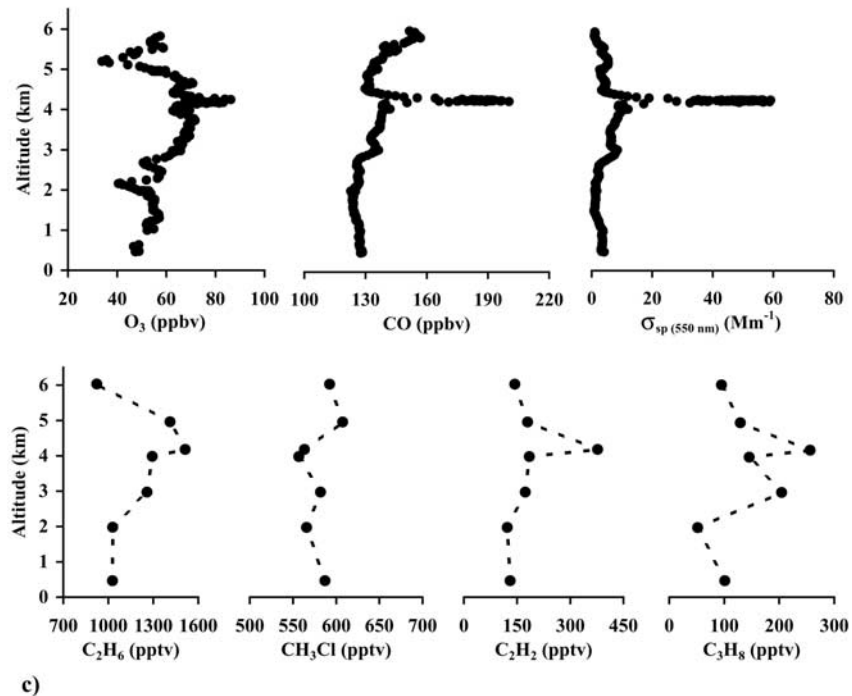 Altitude (km)
6
5
4
3
2
1
0
20 40 60 80 100
O3 (ppbv)
100 130 160 190 220
CO (ppbv)
0 20 40 60 80
σsp (550 nm) (Mm-1)
Altitude (km)
6
5
4
3
2
1
0
700 1000 1300 1600
C2H6 (pptv)
500 550 600 650 700
CH3Cl (pptv)
0 150 300 450
C2H2 (pptv)
0 100 200 300
C3H8 (pptv)
c)